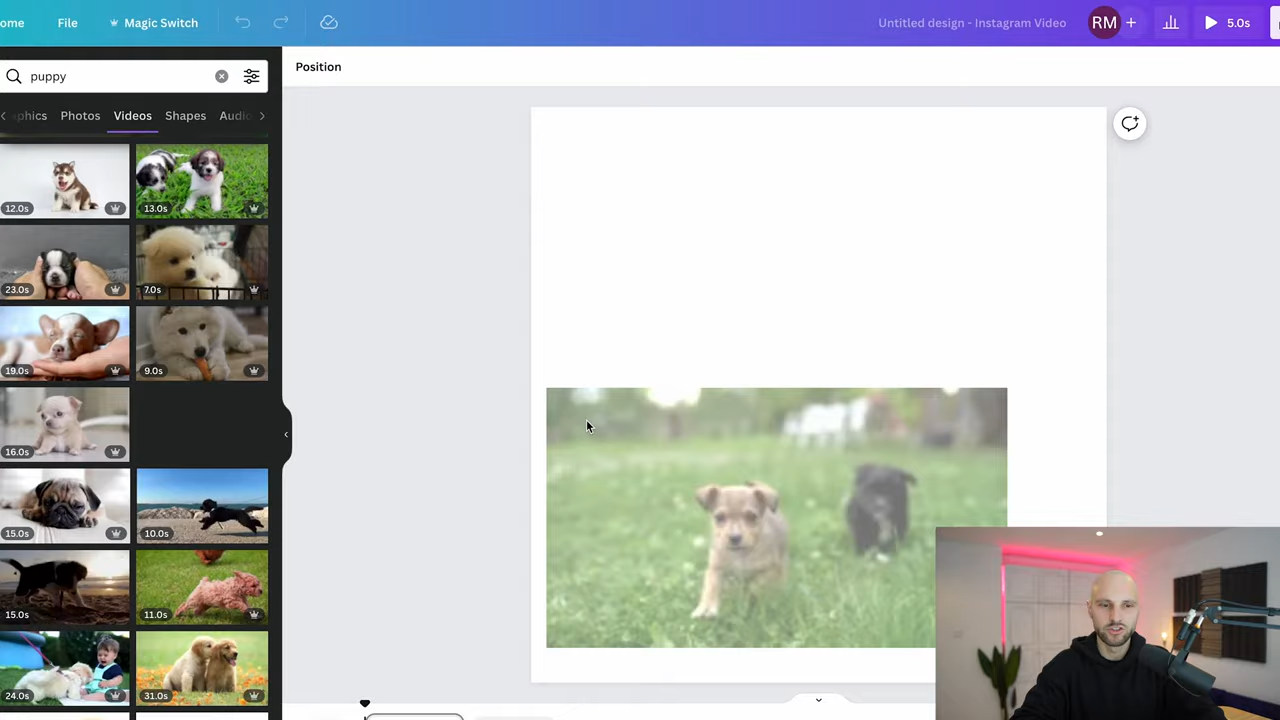 ome File Magic Switch Untitled design - Instagram Video RM + 5.0s
Position
puppy
phics Photos Videos Shapes Audio
12.0s 13.0s
23.0s 7.0s
19.0s 9.0s
16.0s
15.0s 10.0s
15.0s 11.0s
24.0s 31.0s